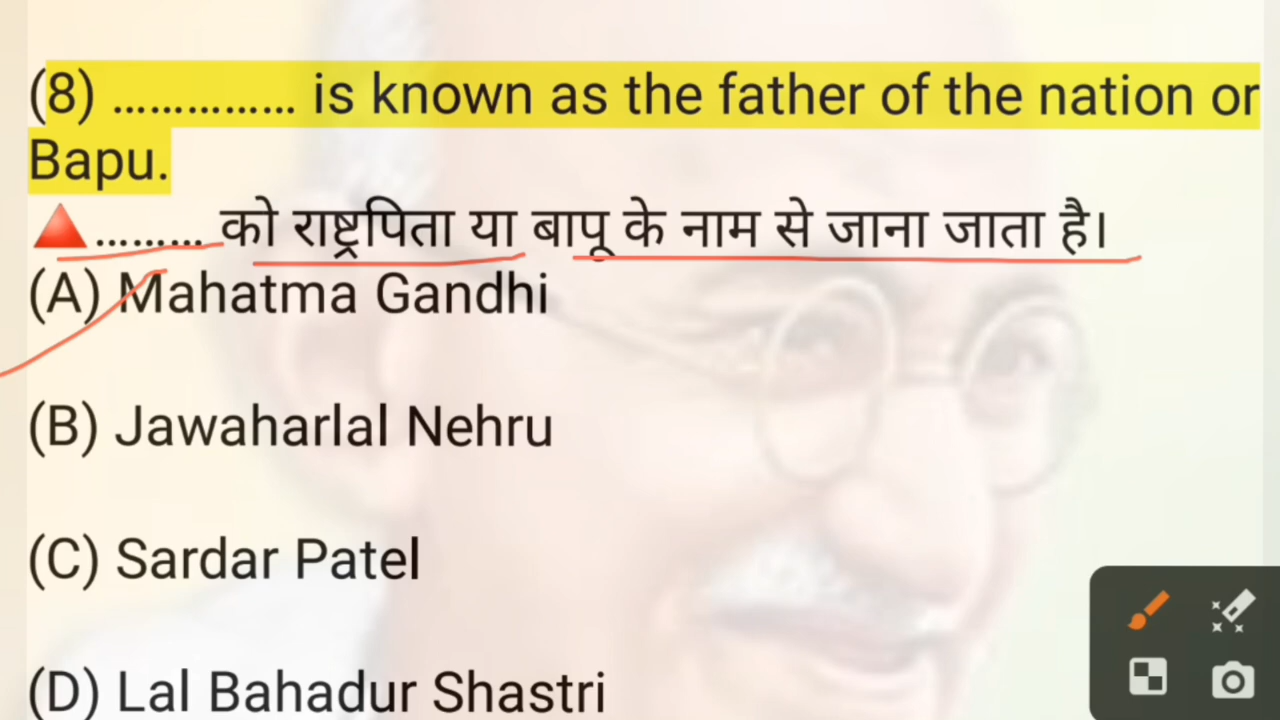 (8) ............... is known as the father of the nation or
Bapu.
......... को राष्ट्रपिता या बापू के नाम से जाना जाता है।
(A) Mahatma Gandhi
(B) Jawaharlal Nehru
(C) Sardar Patel
(D) Lal Bahadur Shastri